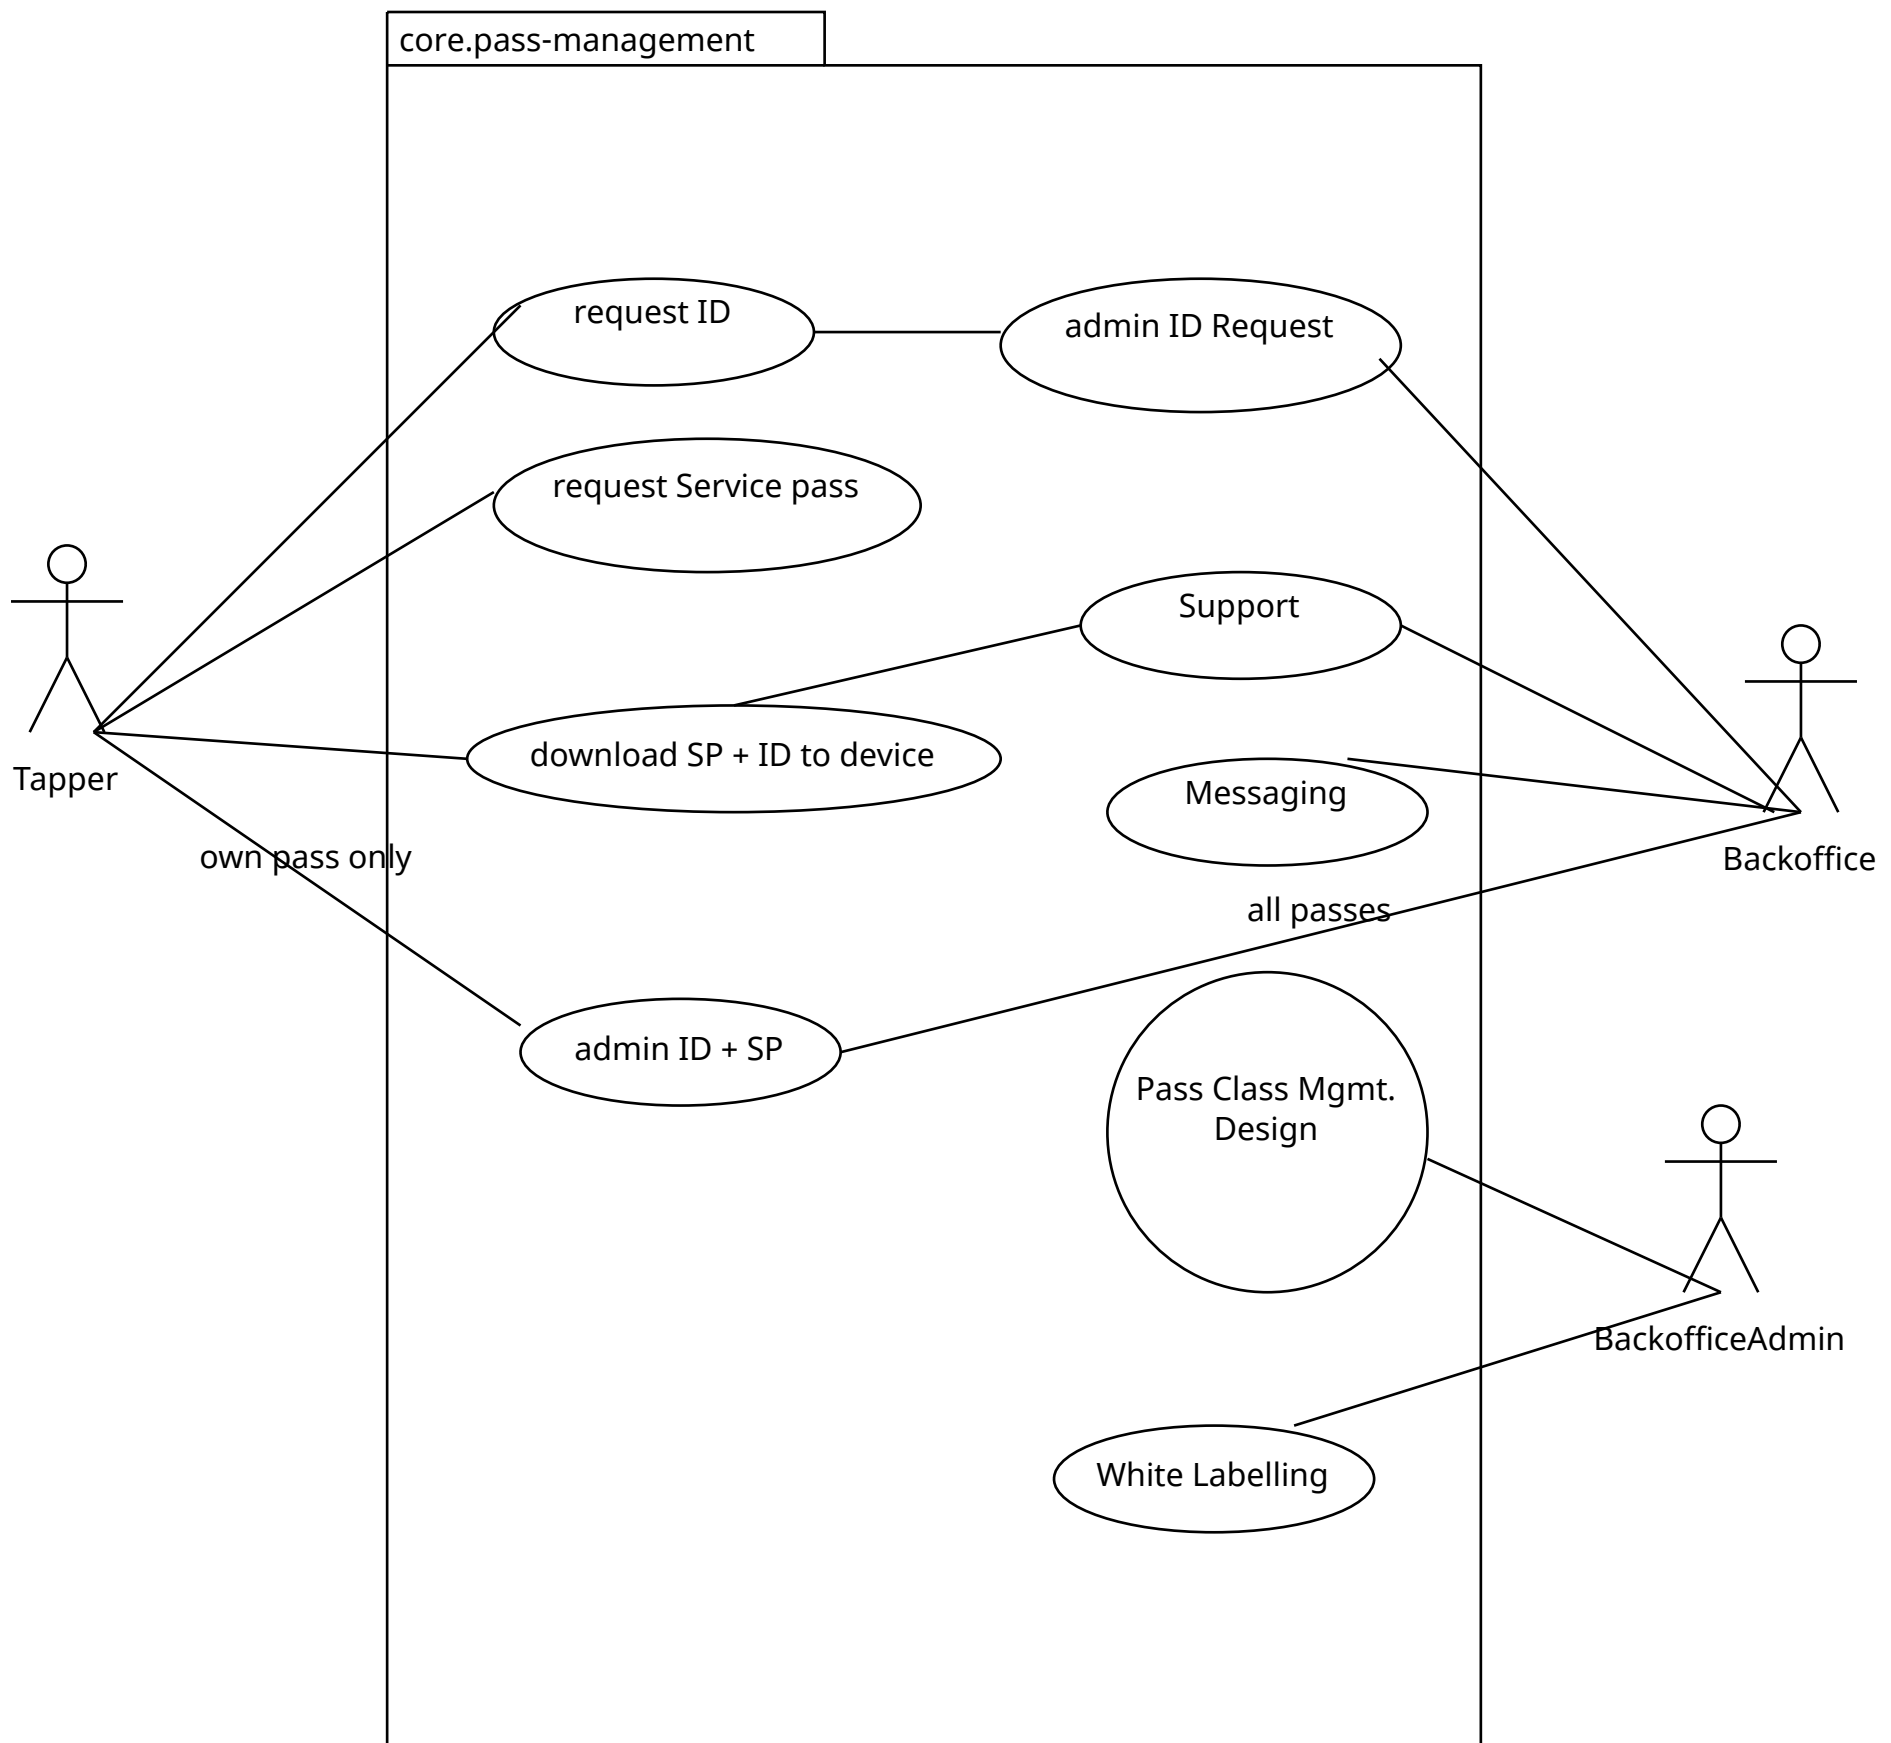 core.pass-management
request ID
admin ID Request
request Service pass
Support
download SP + ID to device
Tapper
Messaging
own pass only
Backoffice
all passes
admin ID + SP
Pass Class Mgmt.
Design
BackofficeAdmin
White Labelling